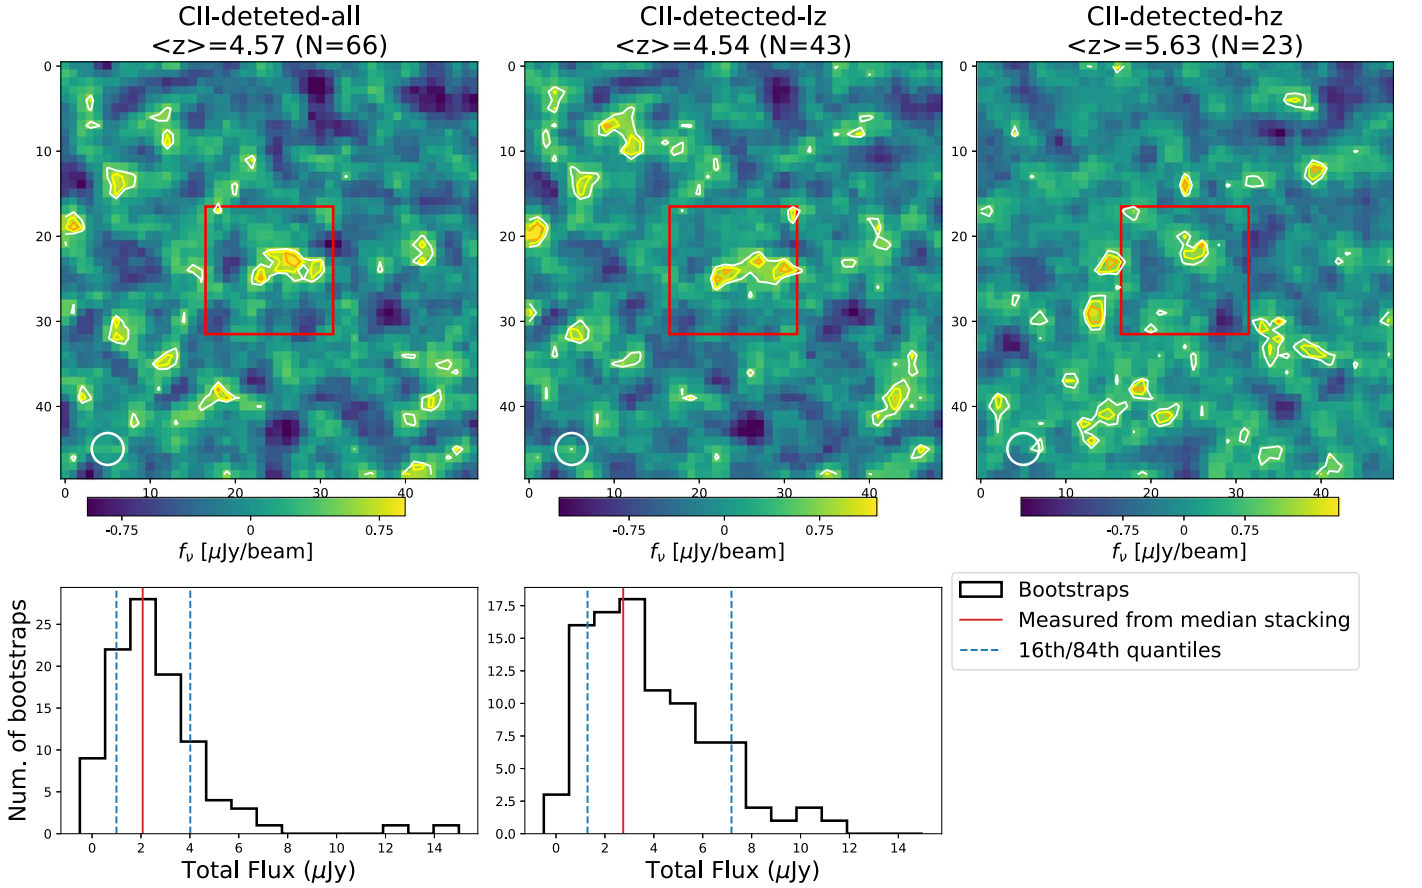 CII-deteted-all
<z>=4.57 (N=66)
CII-detected-lz
<z>=4.54 (N=43)
CII-detected-hz
<z>=5.63 (N=23)
0
10
20
30
40
0 10 20 30 40
-0.75 0 0.75
fν [μJy/beam]
0
10
20
30
40
0 10 20 30 40
-0.75 0 0.75
fν [μJy/beam]
0
10
20
30
40
0 10 20 30 40
-0.75 0 0.75
fν [μJy/beam]
Num. of bootstraps
25
20
15
10
5
0
0 2 4 6 8 10 12 14
Total Flux (μJy)
17.5
15.0
12.5
10.0
7.5
5.0
2.5
0.0
0 2 4 6 8 10 12 14
Total Flux (μJy)
Bootstraps
Measured from median stacking
16th/84th quantiles